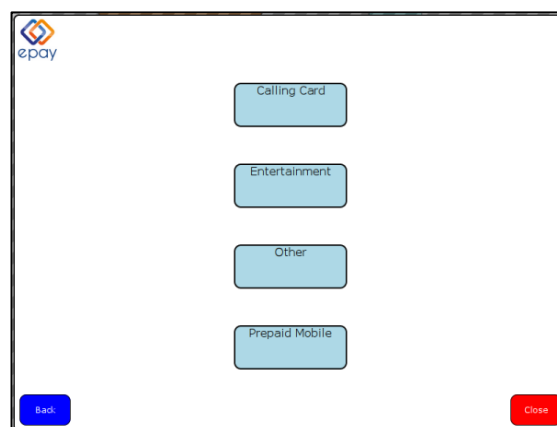 epay
Calling Card
Entertainment
Other
Prepaid Mobile
Back
Close